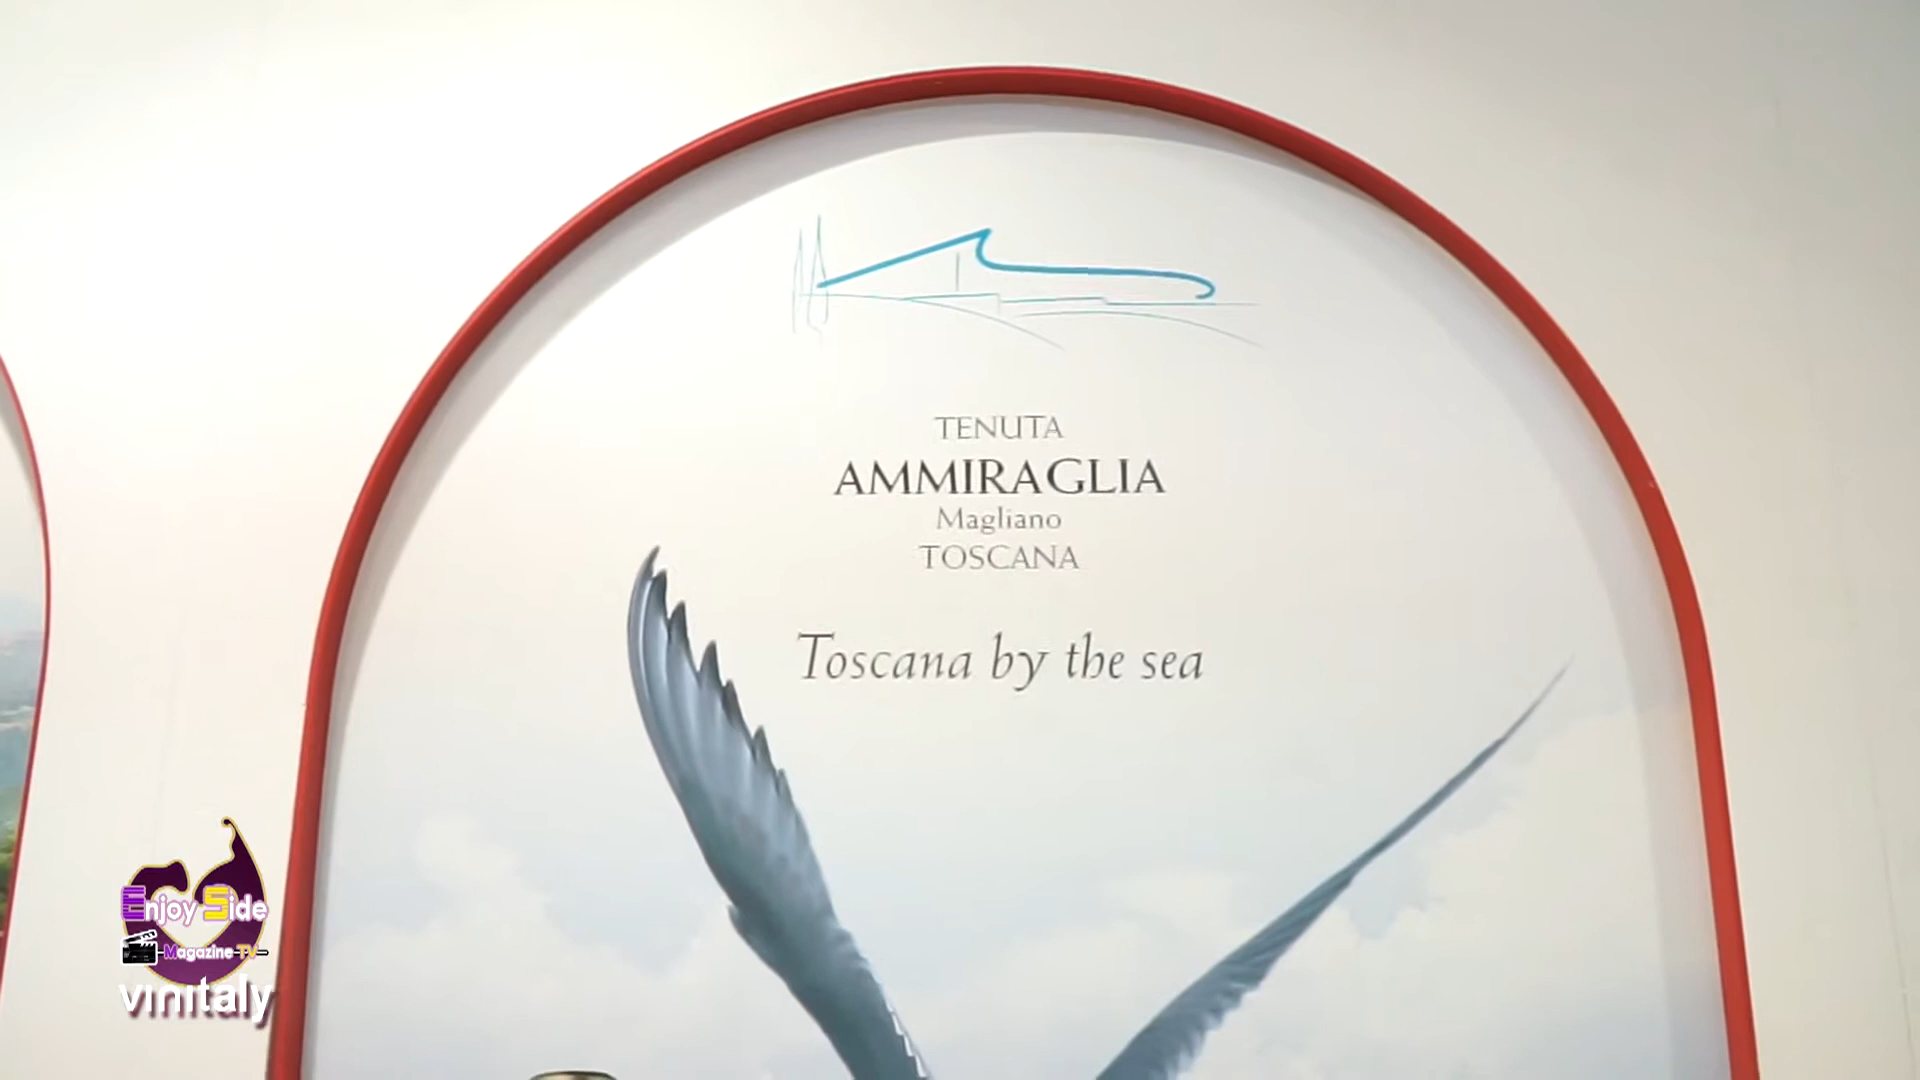 TENUTA
AMMIRAGLIA
Magliano
TOSCANA
Toscana by the sea
Enjoy Side
Magazine TV
vinitaly